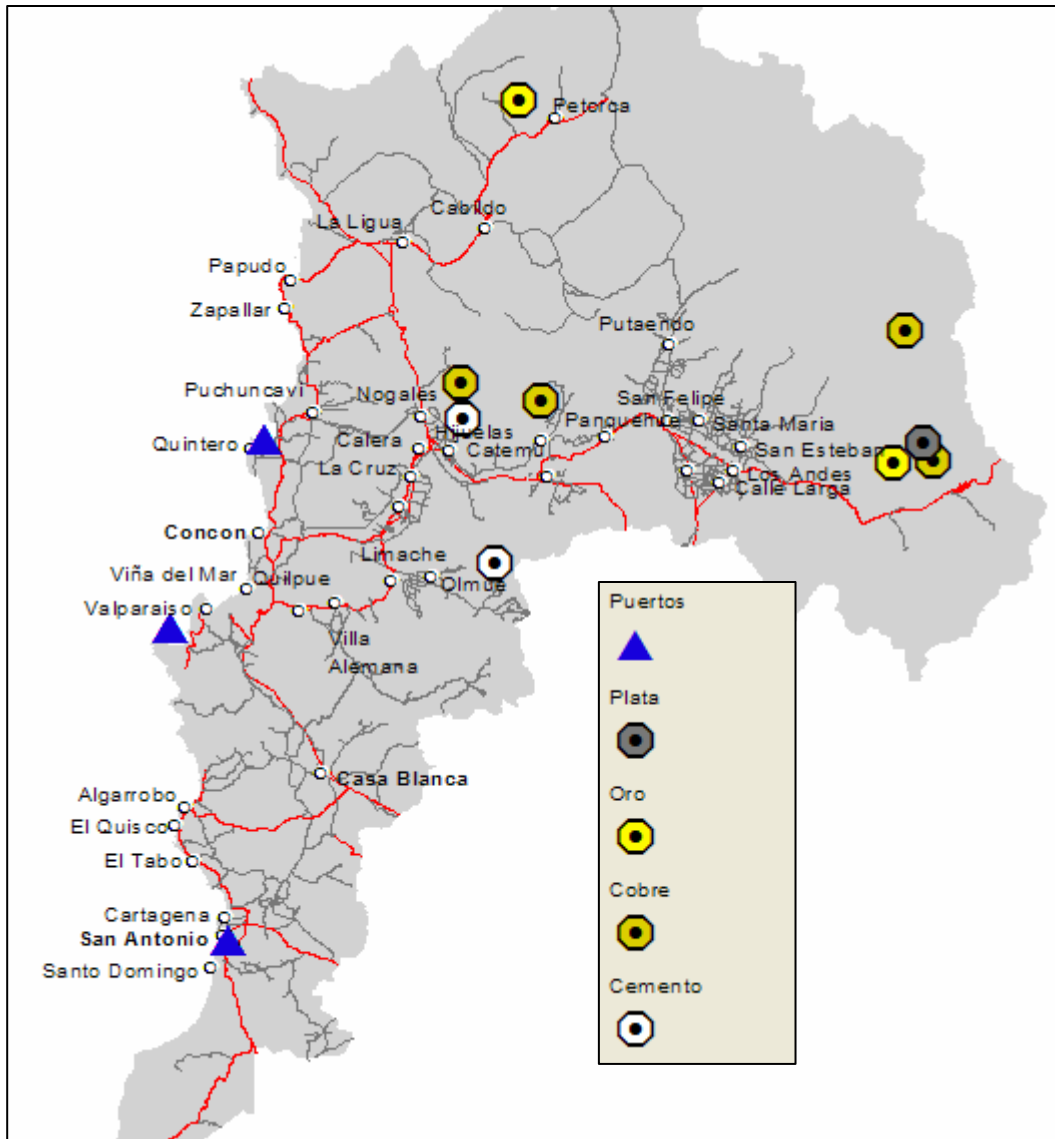 Petorca
Cabildo
La Ligua
Papudo
Zapallar
Putaendo
Puchuncavi
Nogales
San Felipe
Quintero
Calera
Hijuelas
Panquehue
Santa Maria
Catemu
San Esteban
La Cruz
Los Andes
Calle Larga
Concon
Limache
Viña del Mar
Quilpue
Olmue
Valparaiso
Villa
Alemana
Casa Blanca
Algarrobo
El Quisco
El Tabo
Cartagena
San Antonio
Santo Domingo
Puertos
Plata
Oro
Cobre
Cemento